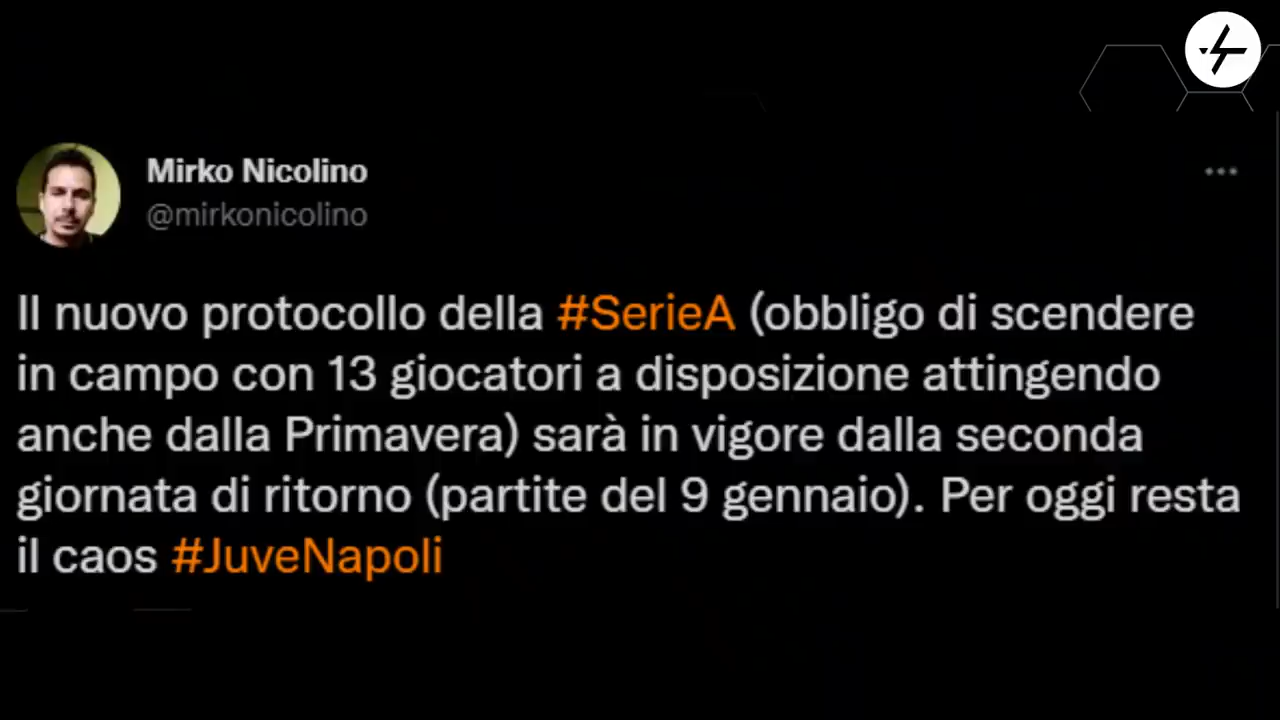 Mirko Nicolino
@mirkonicolino
Il nuovo protocollo della #SerieA (obbligo di scendere
in campo con 13 giocatori a disposizione attingendo
anche dalla Primavera) sarà in vigore dalla seconda
giornata di ritorno (partite del 9 gennaio). Per oggi resta
il caos #JuveNapoli